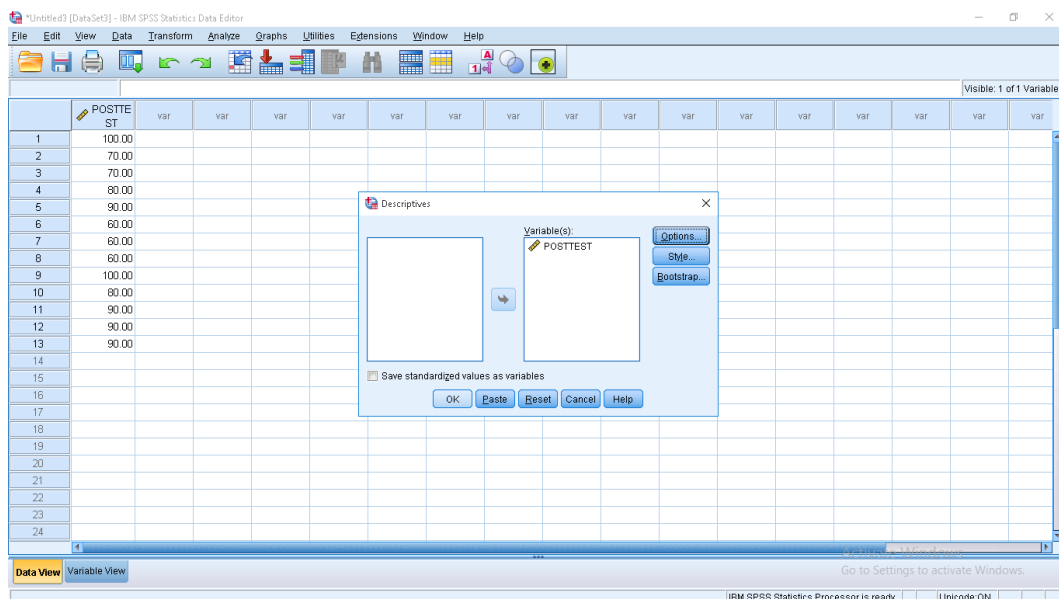 *Untitled3 [DataSet3] - IBM SPSS Statistics Data Editor
File Edit View Data Transform Analyze Graphs Utilities Extensions Window Help
Visible: 1 of 1 Variable
POSTTE
ST
var var var var var var var var var var var var var var var var
1 100.00
2 70.00
3 70.00
4 80.00
5 90.00
6 60.00
7 60.00
8 60.00
9 100.00
10 80.00
11 90.00
12 90.00
13 90.00
14
15
16
17
18
19
20
21
22
23
24
Descriptives
Variable(s):
POSTTEST
Options...
Style...
Bootstrap...
Save standardized values as variables
OK Paste Reset Cancel Help
Activate Windows
Go to Settings to activate Windows.
Data View Variable View
IBM SPSS Statistics Processor is ready Unicode:ON